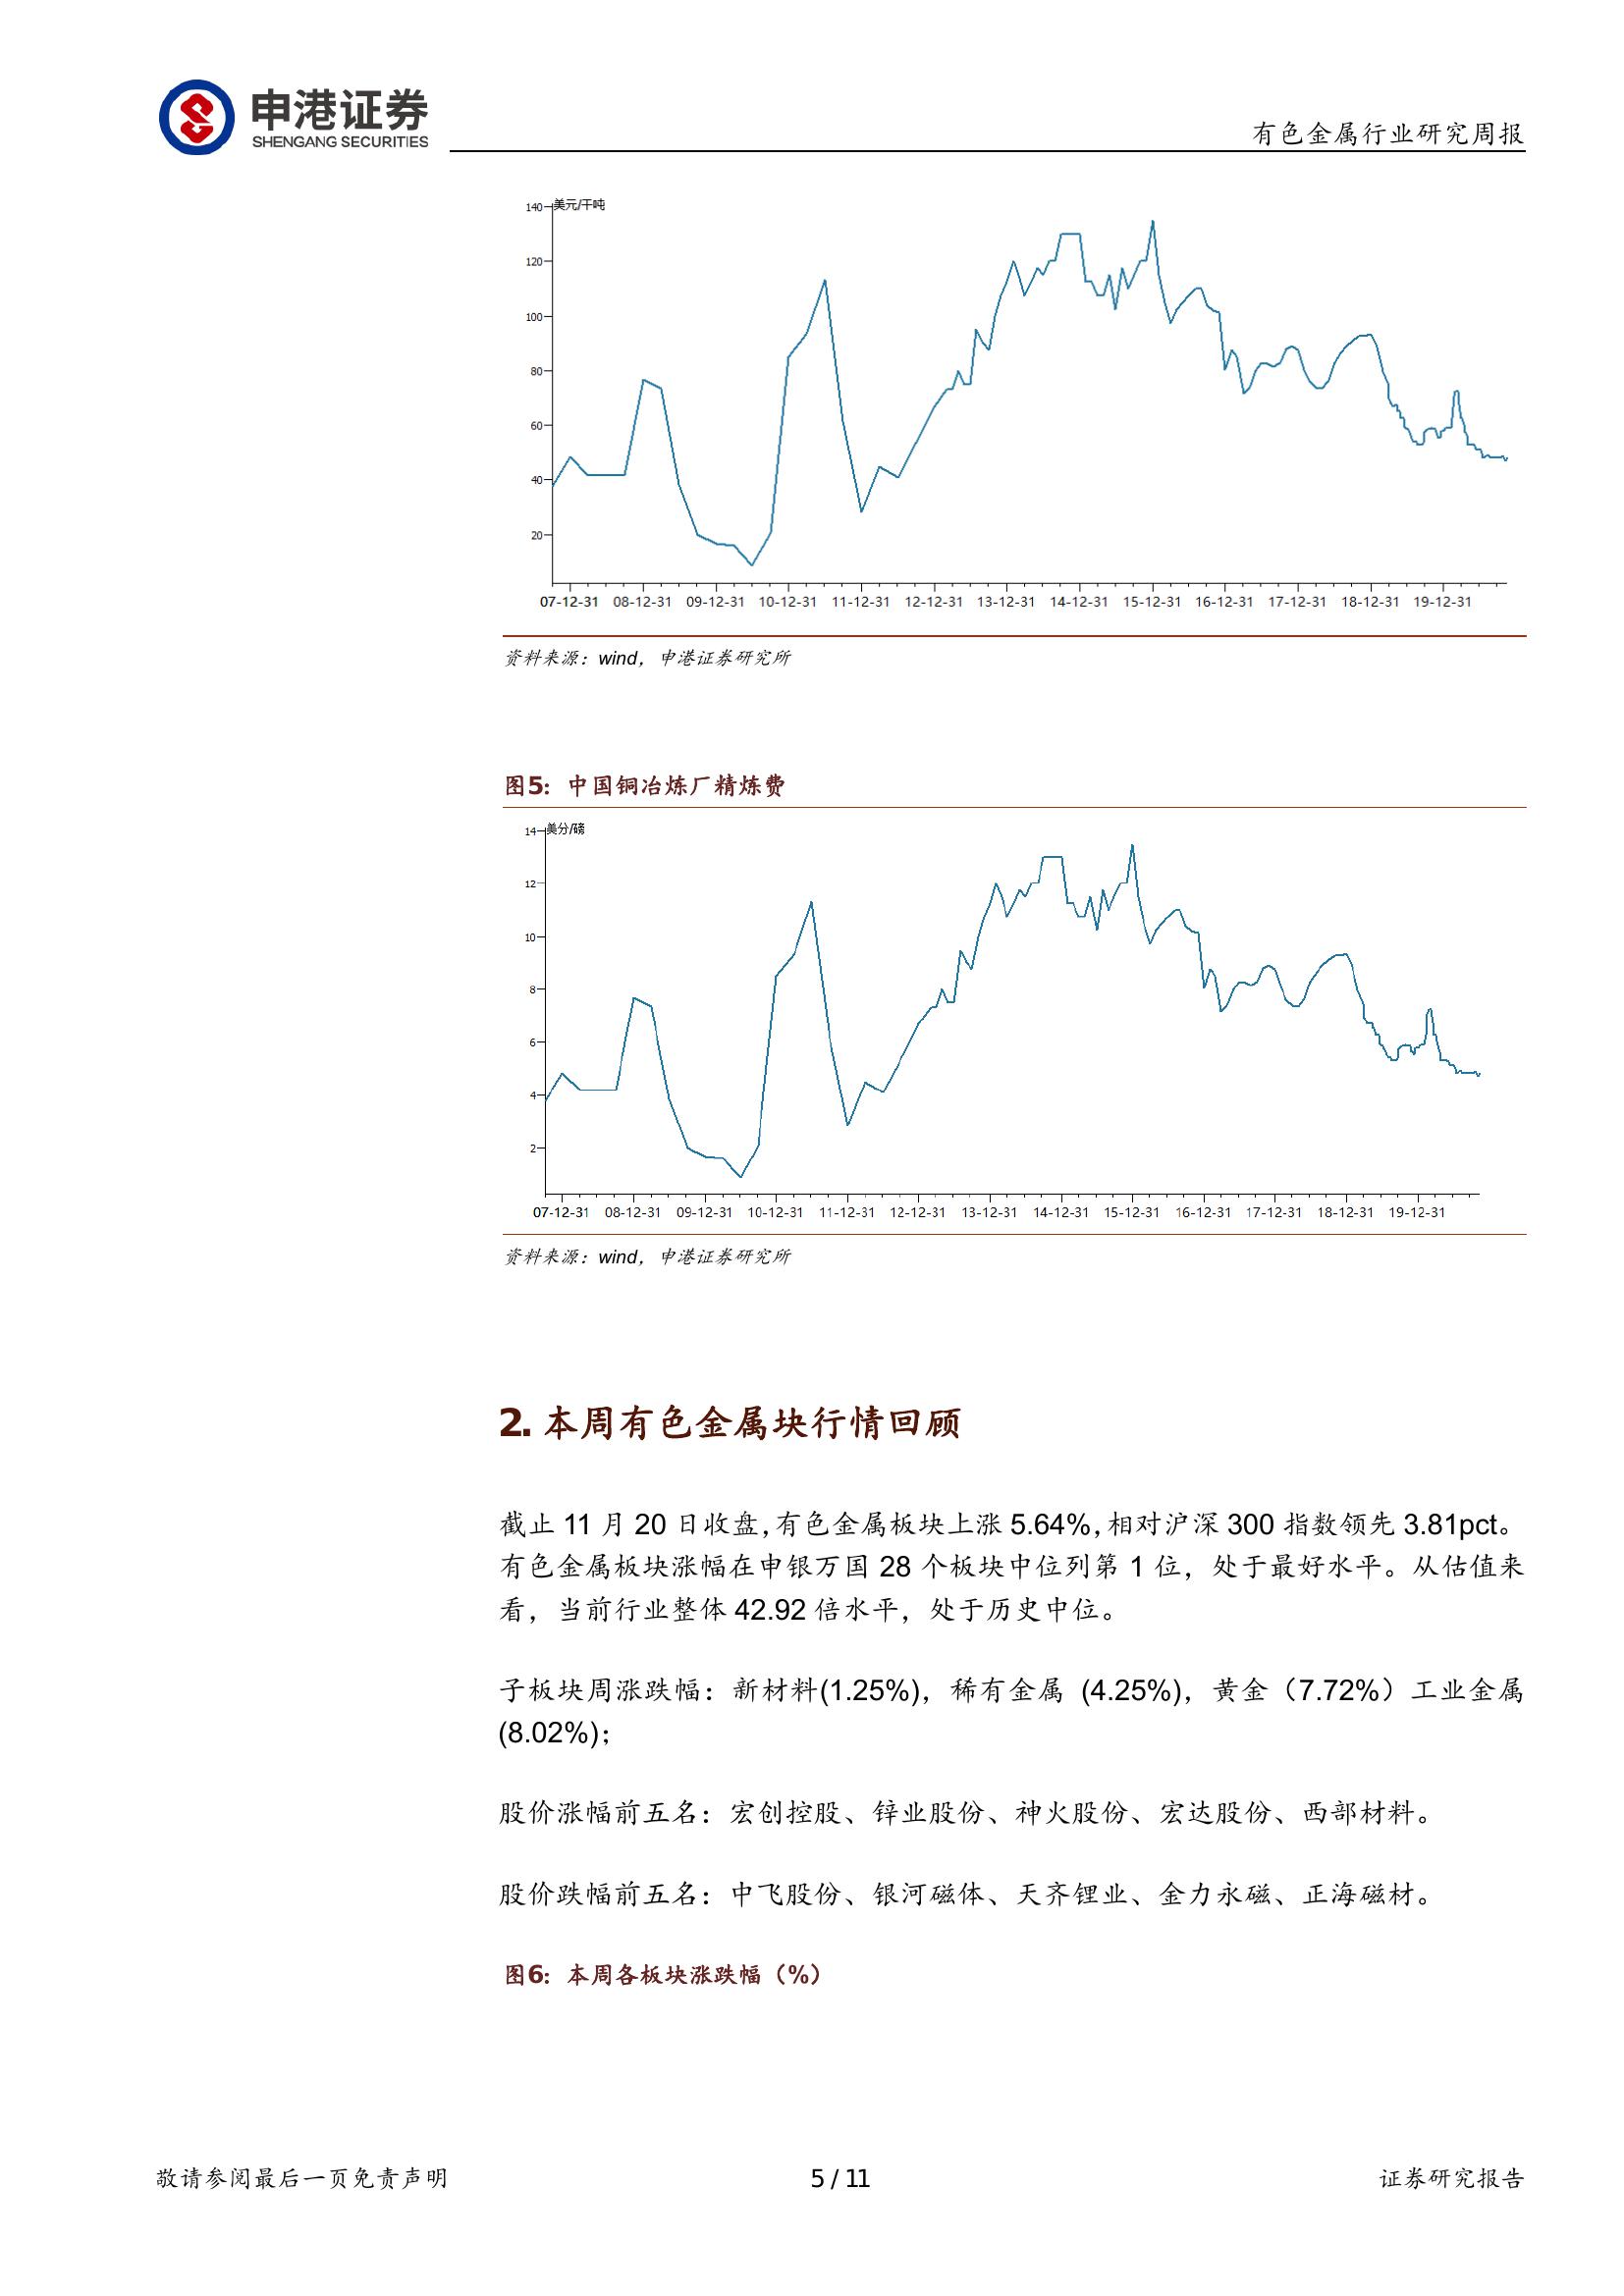 申港证券
SHENGANG SECURITIES
有色金属行业研究周报
美元/干吨
140
120
100
80
60
40
20
07-12-31 08-12-31 09-12-31 10-12-31 11-12-31 12-12-31 13-12-31 14-12-31 15-12-31 16-12-31 17-12-31 18-12-31 19-12-31
资料来源：wind，申港证券研究所
图5：中国铜冶炼厂精炼费
美分/磅
14
12
10
8
6
4
2
07-12-31 08-12-31 09-12-31 10-12-31 11-12-31 12-12-31 13-12-31 14-12-31 15-12-31 16-12-31 17-12-31 18-12-31 19-12-31
资料来源：wind，申港证券研究所
2. 本周有色金属块行情回顾
截止 11 月 20 日收盘，有色金属板块上涨 5.64%，相对沪深 300 指数领先 3.81pct。
有色金属板块涨幅在申银万国 28 个板块中位列第 1 位，处于最好水平。从估值来
看，当前行业整体 42.92 倍水平，处于历史中位。
子板块周涨跌幅：新材料(1.25%)，稀有金属 (4.25%)，黄金（7.72%）工业金属
(8.02%)；
股价涨幅前五名：宏创控股、锌业股份、神火股份、宏达股份、西部材料。
股价跌幅前五名：中飞股份、银河磁体、天齐锂业、金力永磁、正海磁材。
图6：本周各板块涨跌幅（%）
敬请参阅最后一页免责声明
5 / 11
证券研究报告